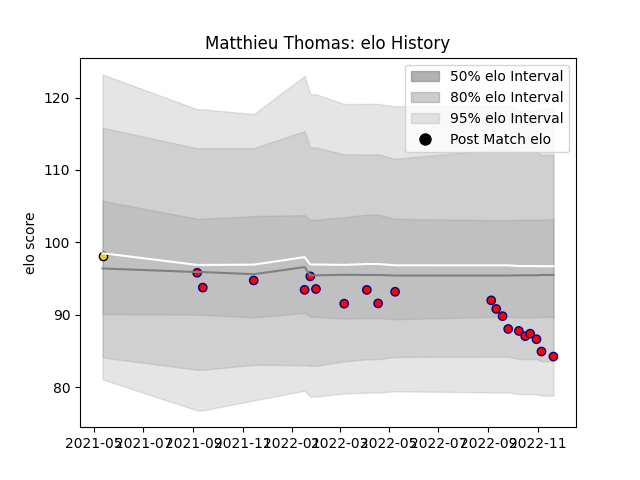 Matthieu Thomas: elo History
50% elo Interval
80% elo Interval
95% elo Interval
Post Match elo
elo score
120
110
100
90
80
2021-05 2021-07 2021-09 2021-11 2022-01 2022-03 2022-05 2022-07 2022-09 2022-11